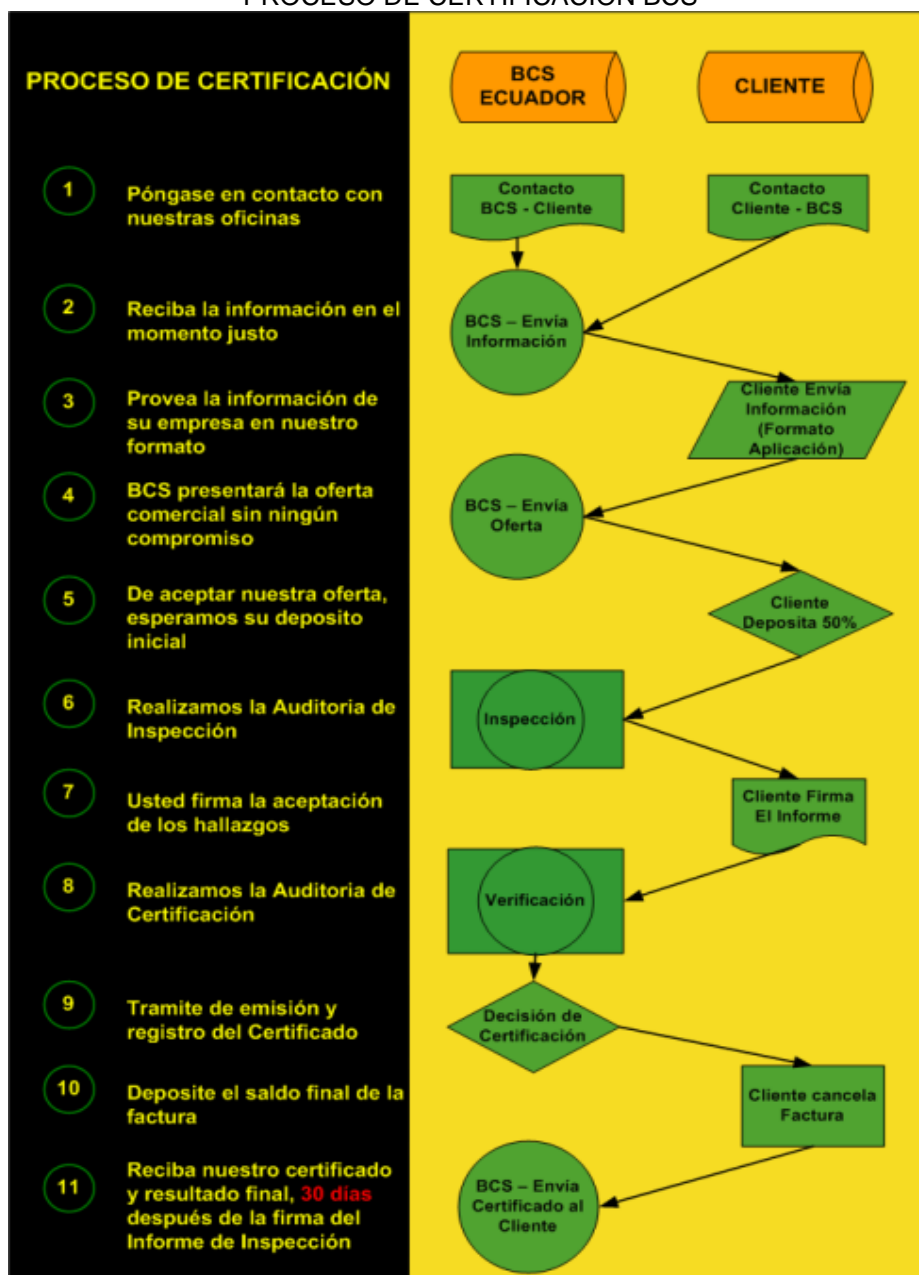 PROCESO DE CERTIFICACIÓN BCS
PROCESO DE CERTIFICACIÓN
BCS
ECUADOR
CLIENTE
1
Póngase en contacto con
nuestras oficinas
Contacto
BCS - Cliente
Contacto
Cliente - BCS
2
Reciba la información en el
momento justo
BCS – Envía
Información
3
Provea la información de
su empresa en nuestro
formato
Cliente Envía
Información
(Formato
Aplicación)
4
BCS presentará la oferta
comercial sin ningún
compromiso
BCS – Envía
Oferta
5
De aceptar nuestra oferta,
esperamos su deposito
inicial
Cliente
Deposita 50%
6
Realizamos la Auditoria de
Inspección
Inspección
7
Usted firma la aceptación
de los hallazgos
Cliente Firma
El Informe
8
Realizamos la Auditoria de
Certificación
Verificación
9
Tramite de emisión y
registro del Certificado
Decisión de
Certificación
10
Deposite el saldo final de la
factura
Cliente cancela
Factura
11
Reciba nuestro certificado
y resultado final, 30 días
después de la firma del
Informe de Inspección
BCS – Envía
Certificado al
Cliente